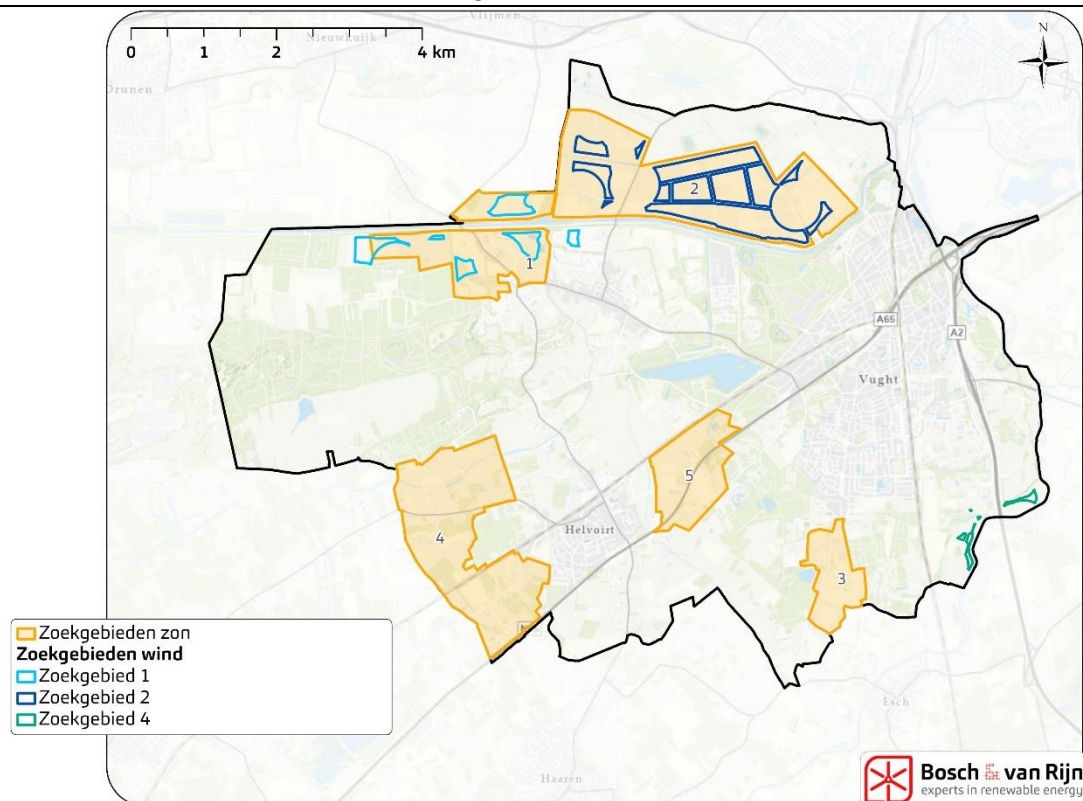 Vlijmen
Nieuwkuijk
0 1 2 4 km
N
Drunen
2
1
A65
A2
Vught
5
4
Helvoirt
3
Zoekgebieden zon
Zoekgebieden wind
Zoekgebied 1
Zoekgebied 2
Zoekgebied 4
Esch
Haaren
Bosch & van Rijn
experts in renewable energy